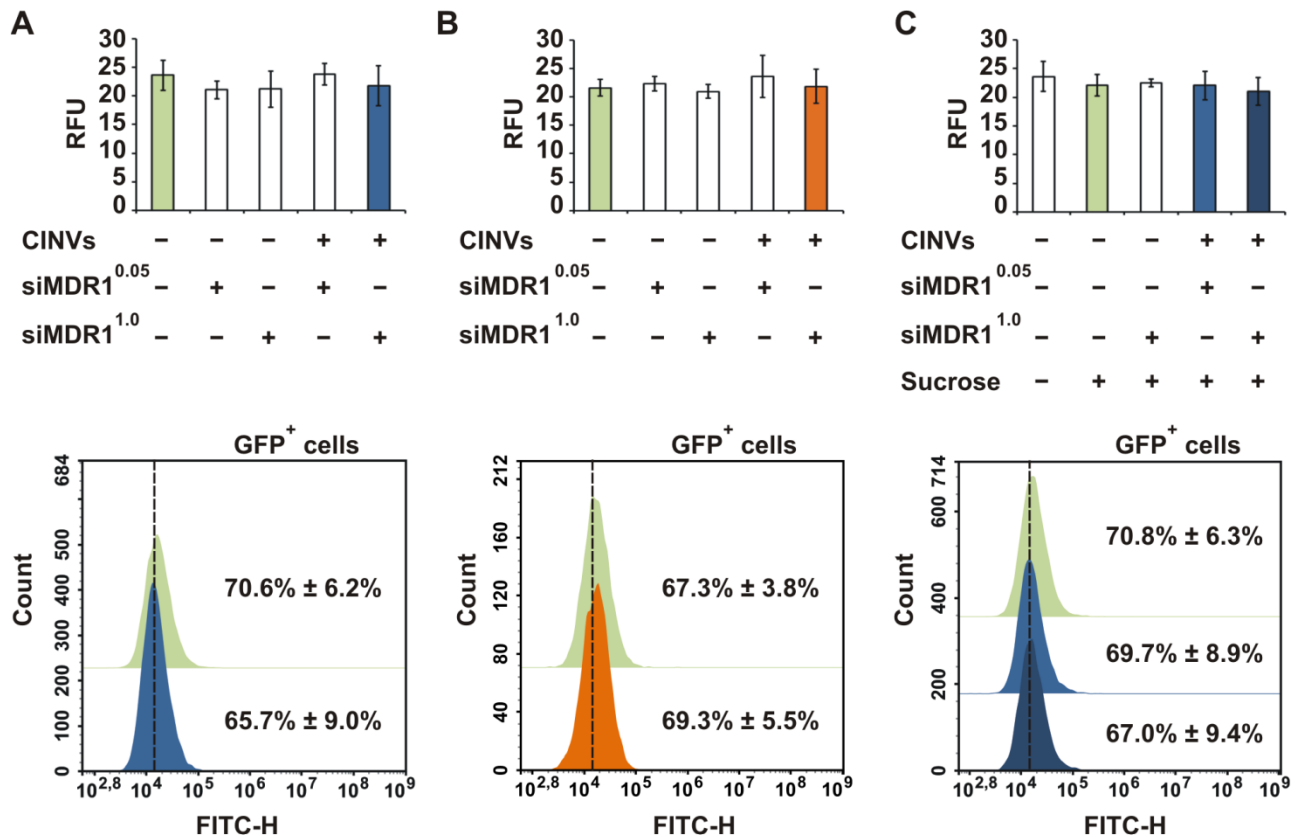 A
RFU
30
25
20
15
10
5
0
CINVs − − − + +
siMDR1^0.05 − + − + −
siMDR1^1.0 − − + − +
B
RFU
30
25
20
15
10
5
0
CINVs − − − + +
siMDR1^0.05 − + − + −
siMDR1^1.0 − − + − +
C
RFU
30
25
20
15
10
5
0
CINVs − − − + +
siMDR1^0.05 − − − + −
siMDR1^1.0 − − + − +
Sucrose − + + + +
GFP+ cells
Count
684
500
400
300
200
100
0
70.6% ± 6.2%
65.7% ± 9.0%
10^2,8 10^4 10^5 10^6 10^7 10^8 10^9
FITC-H
GFP+ cells
Count
212
160
120
80
40
0
67.3% ± 3.8%
69.3% ± 5.5%
10^2,8 10^4 10^5 10^6 10^7 10^8 10^9
FITC-H
GFP+ cells
Count
714
600
400
200
0
70.8% ± 6.3%
69.7% ± 8.9%
67.0% ± 9.4%
10^2,8 10^4 10^5 10^6 10^7 10^8 10^9
FITC-H